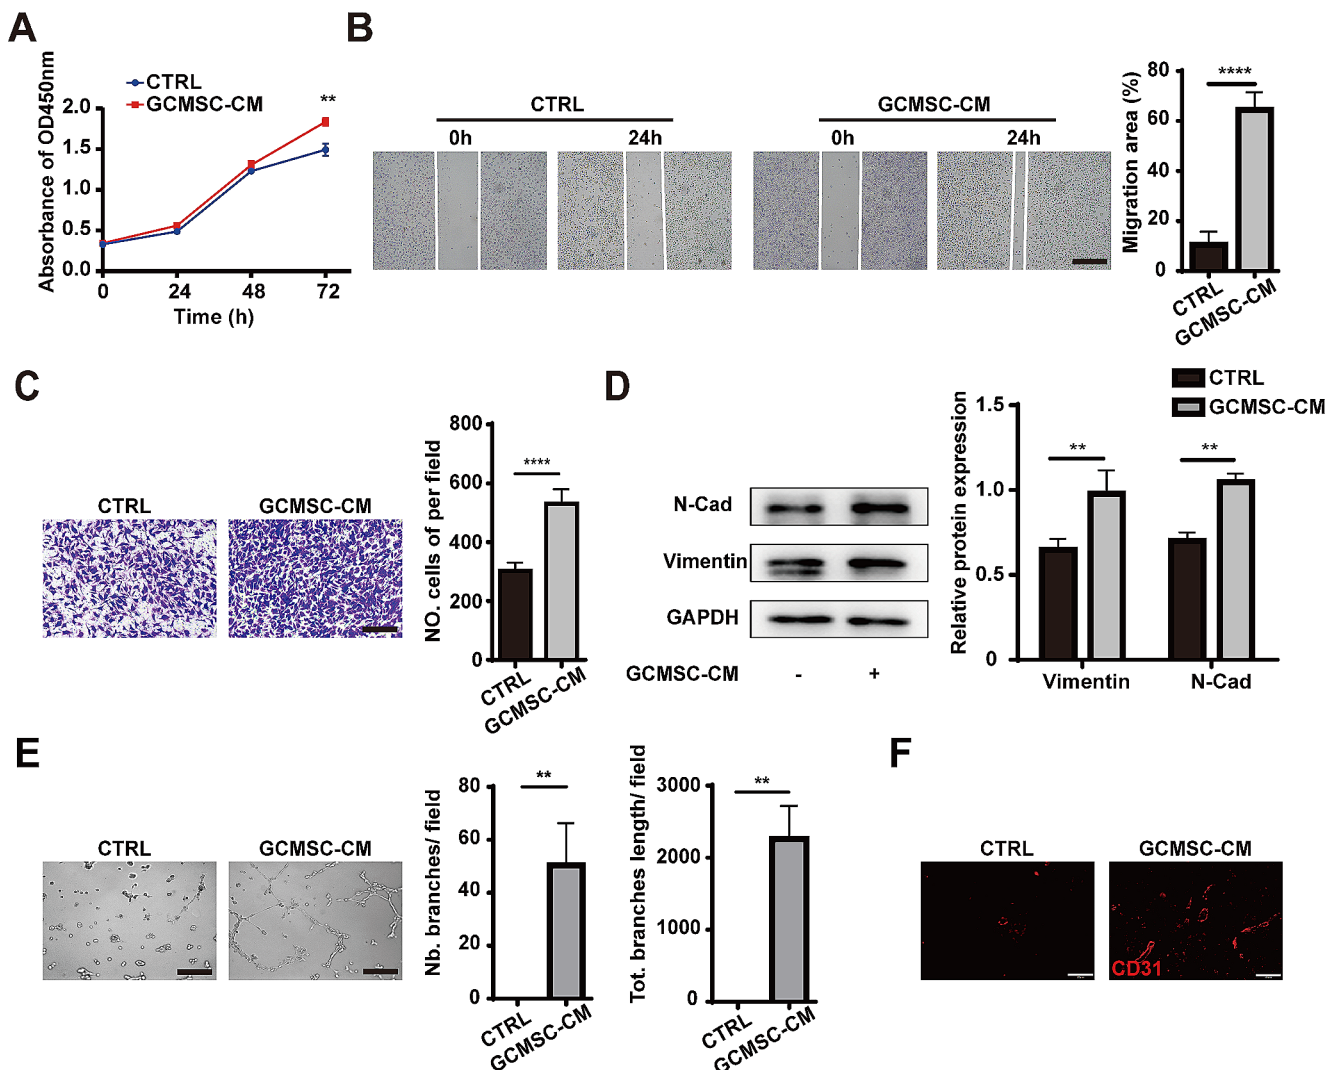 A
Absorbance of OD450nm
CTRL
GCMSC-CM
**
2.0
1.5
1.0
0.5
0.0
0 24 48 72
Time (h)
B
CTRL GCMSC-CM
0h 24h 0h 24h
Migration area (%)
****
80
60
40
20
0
CTRL
GCMSC-CM
C
CTRL GCMSC-CM
NO. cells of per field
800
600
400
200
0
****
CTRL
GCMSC-CM
D
N-Cad
Vimentin
GAPDH
GCMSC-CM - +
CTRL
GCMSC-CM
Relative protein expression
1.5
1.0
0.5
0
** **
Vimentin N-Cad
E
CTRL GCMSC-CM
Nb. branches/ field
80
60
40
20
0
**
CTRL
GCMSC-CM
Tot. branches length/ field
3000
2000
1000
0
**
CTRL
GCMSC-CM
F
CTRL GCMSC-CM
CD31